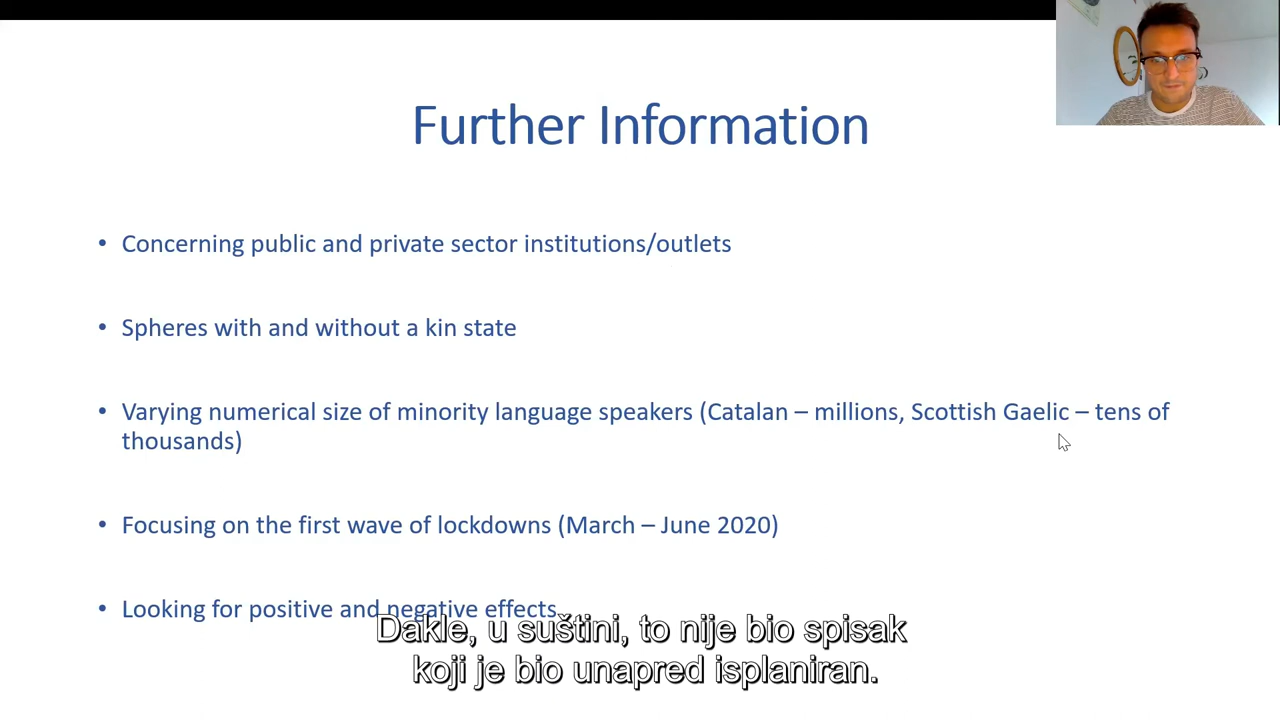 Further Information
• Concerning public and private sector institutions/outlets
• Spheres with and without a kin state
• Varying numerical size of minority language speakers (Catalan – millions, Scottish Gaelic – tens of
thousands)
• Focusing on the first wave of lockdowns (March – June 2020)
• Looking for positive and negative effects
Dakle, u suštini, to nije bio spisak
koji je bio unapred isplaniran.